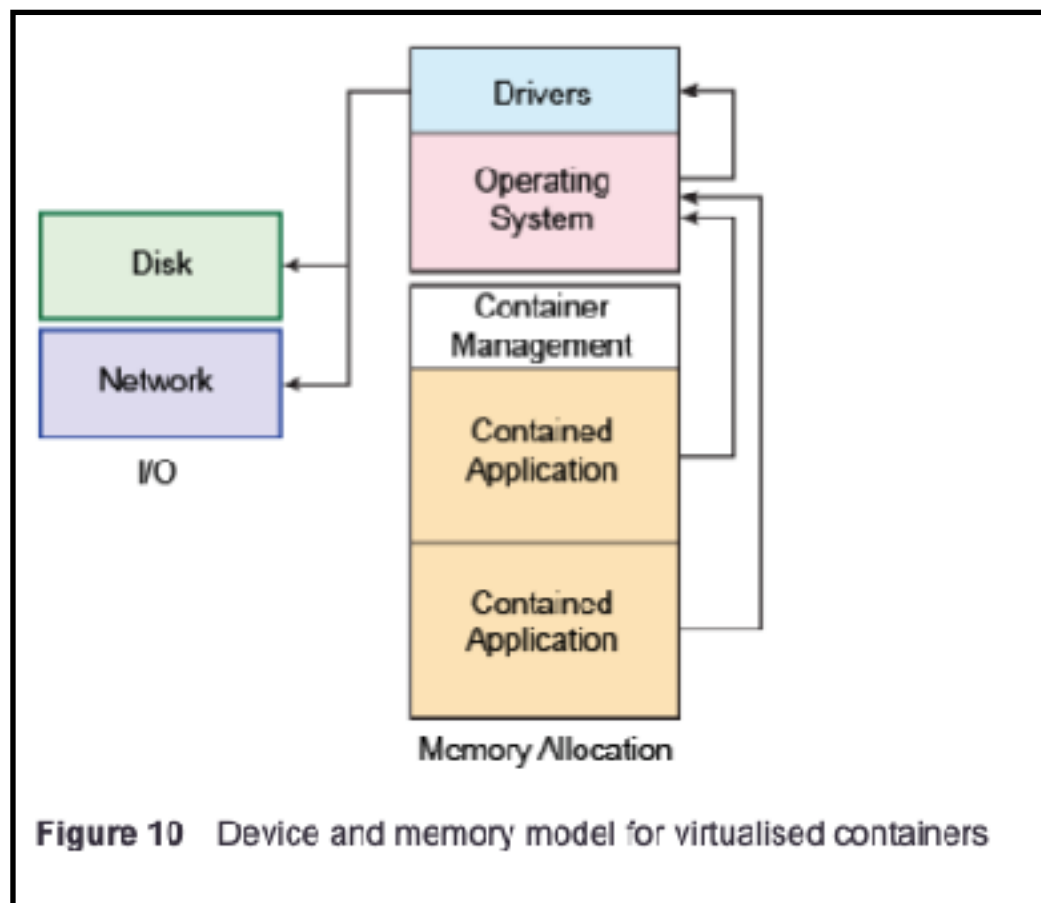 Drivers
Operating
System
Disk
Network
I/O
Container
Management
Contained
Application
Contained
Application
Memory Allocation
Figure 10 Device and memory model for virtualised containers